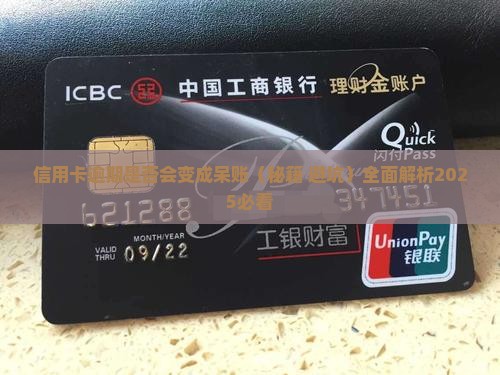 ICBC 中国工商银行 理财金账户
Quick
闪付Pass
信用卡逾期是否会变成呆账（秘籍 避坑）全面解析202
5必看
621288
MONTH/YEAR
VALID
THRU 09/22
工银财富
UnionPay
银联